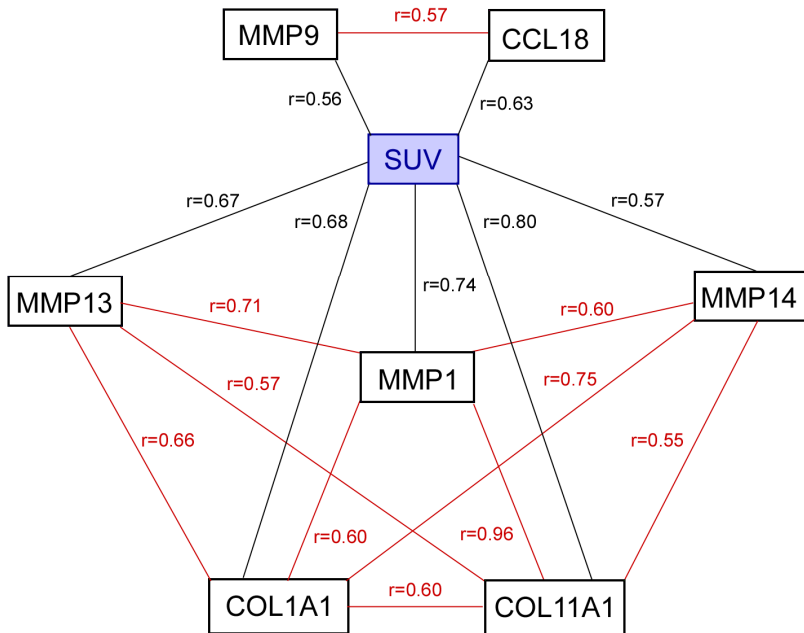 r=0.57
MMP9
CCL18
r=0.56
r=0.63
SUV
r=0.67
r=0.68
r=0.80
r=0.57
r=0.74
MMP13
MMP14
r=0.71
r=0.60
r=0.57
MMP1
r=0.75
r=0.66
r=0.55
r=0.60
r=0.96
r=0.60
COL1A1
COL11A1